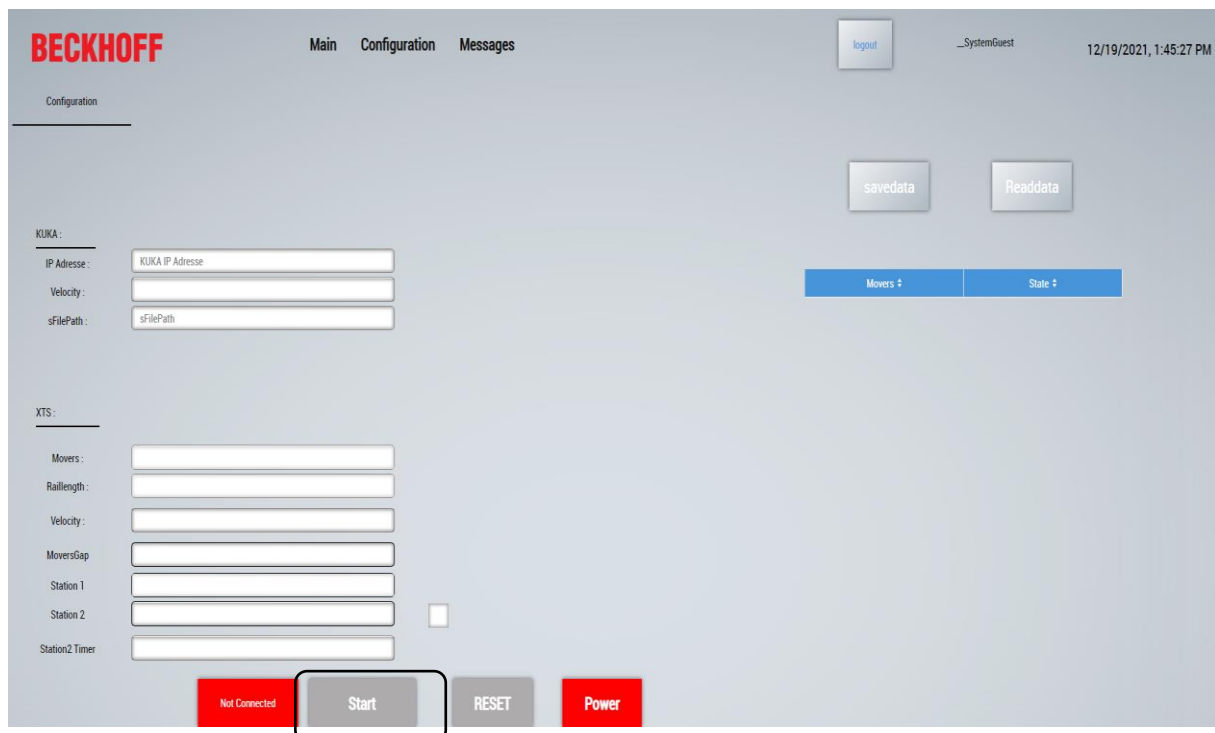 BECKHOFF
Main Configuration Messages
logout
__SystemGuest
12/19/2021, 1:45:27 PM
Configuration
savedata
Readdata
KUKA :
IP Adresse :
KUKA IP Adresse
Velocity :
sFilePath :
sFilePath
Movers
State
XTS :
Movers :
Raillength :
Velocity :
MoversGap
Station 1
Station 2
Station2 Timer
Not Connected
Start
RESET
Power